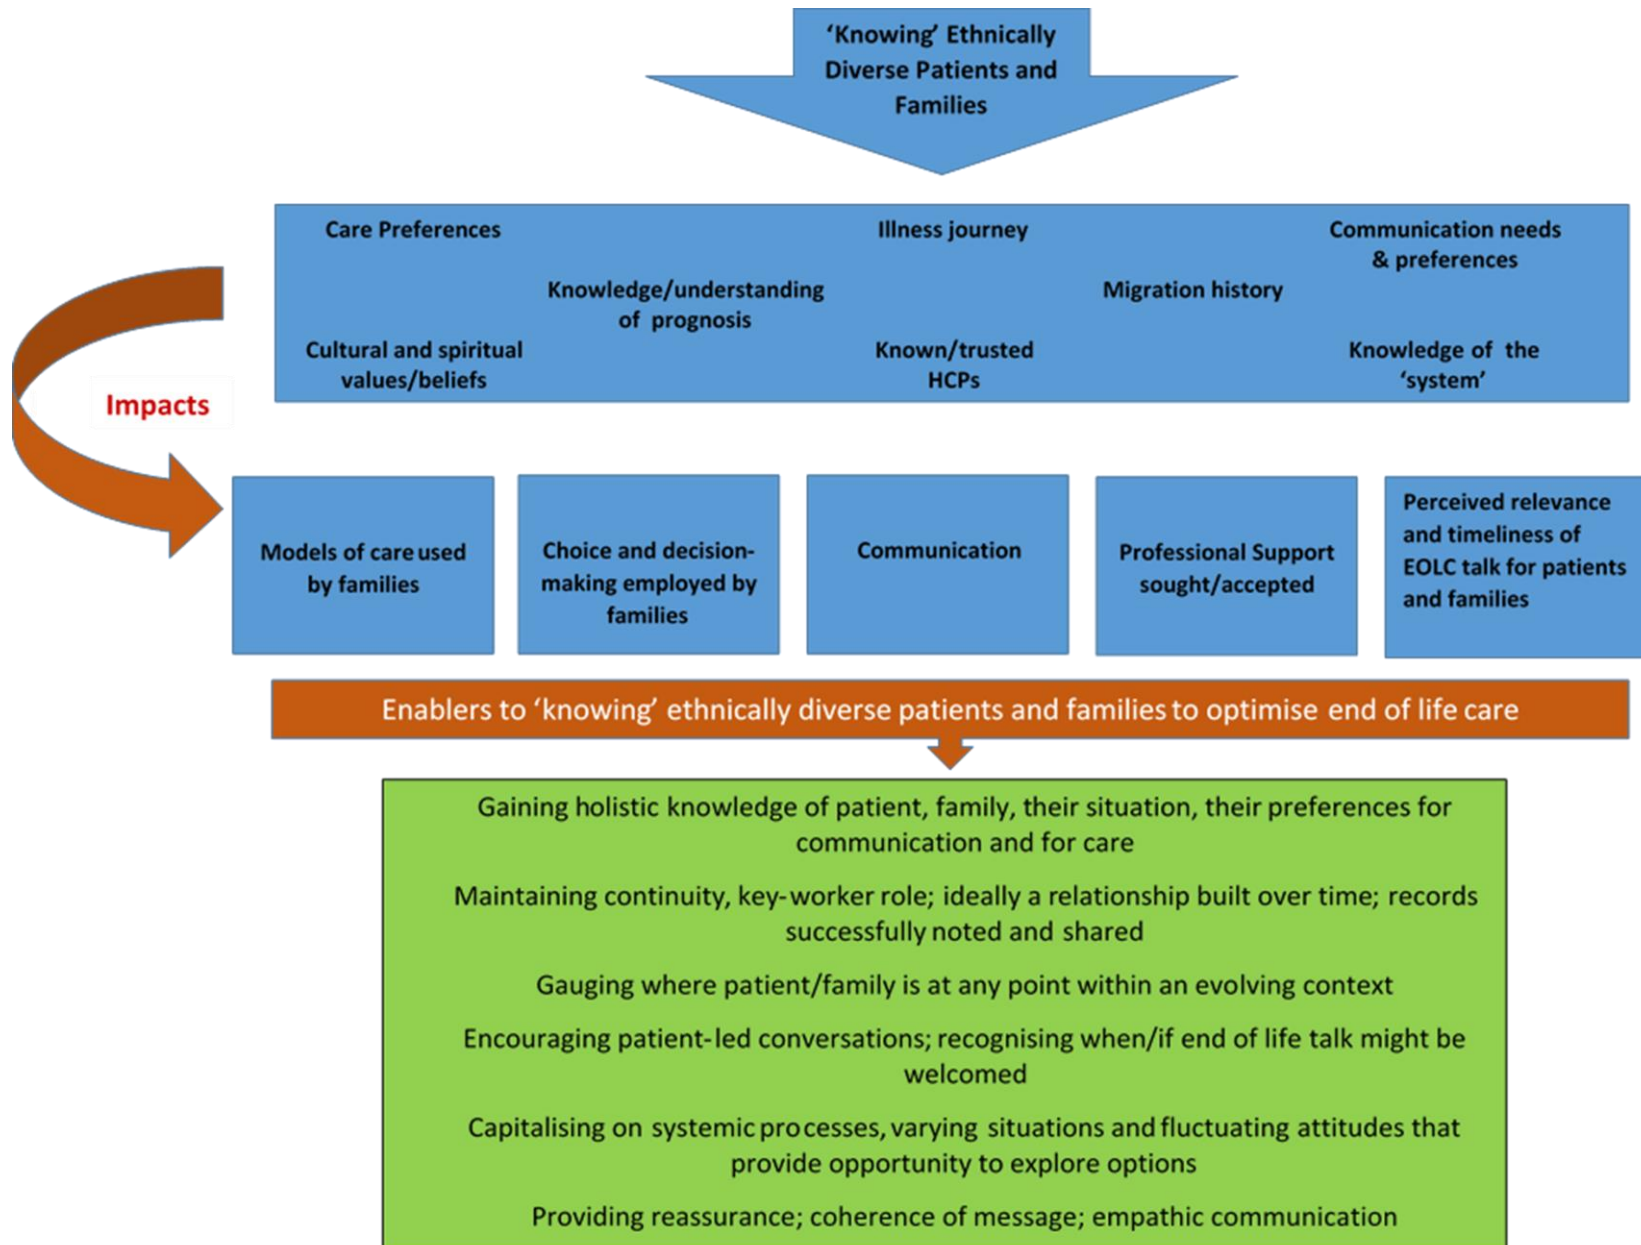 ‘Knowing’ Ethnically
Diverse Patients and
Families
Care Preferences
Illness journey
Communication needs
& preferences
Knowledge/understanding
of prognosis
Migration history
Cultural and spiritual
values/beliefs
Known/trusted
HCPs
Knowledge of the
‘system’
Impacts
Models of care used
by families
Choice and decision-
making employed by
families
Communication
Professional Support
sought/accepted
Perceived relevance
and timeliness of
EOLC talk for patients
and families
Enablers to ‘knowing’ ethnically diverse patients and families to optimise end of life care
Gaining holistic knowledge of patient, family, their situation, their preferences for
communication and for care
Maintaining continuity, key-worker role; ideally a relationship built over time; records
successfully noted and shared
Gauging where patient/family is at any point within an evolving context
Encouraging patient-led conversations; recognising when/if end of life talk might be
welcomed
Capitalising on systemic processes, varying situations and fluctuating attitudes that
provide opportunity to explore options
Providing reassurance; coherence of message; empathic communication